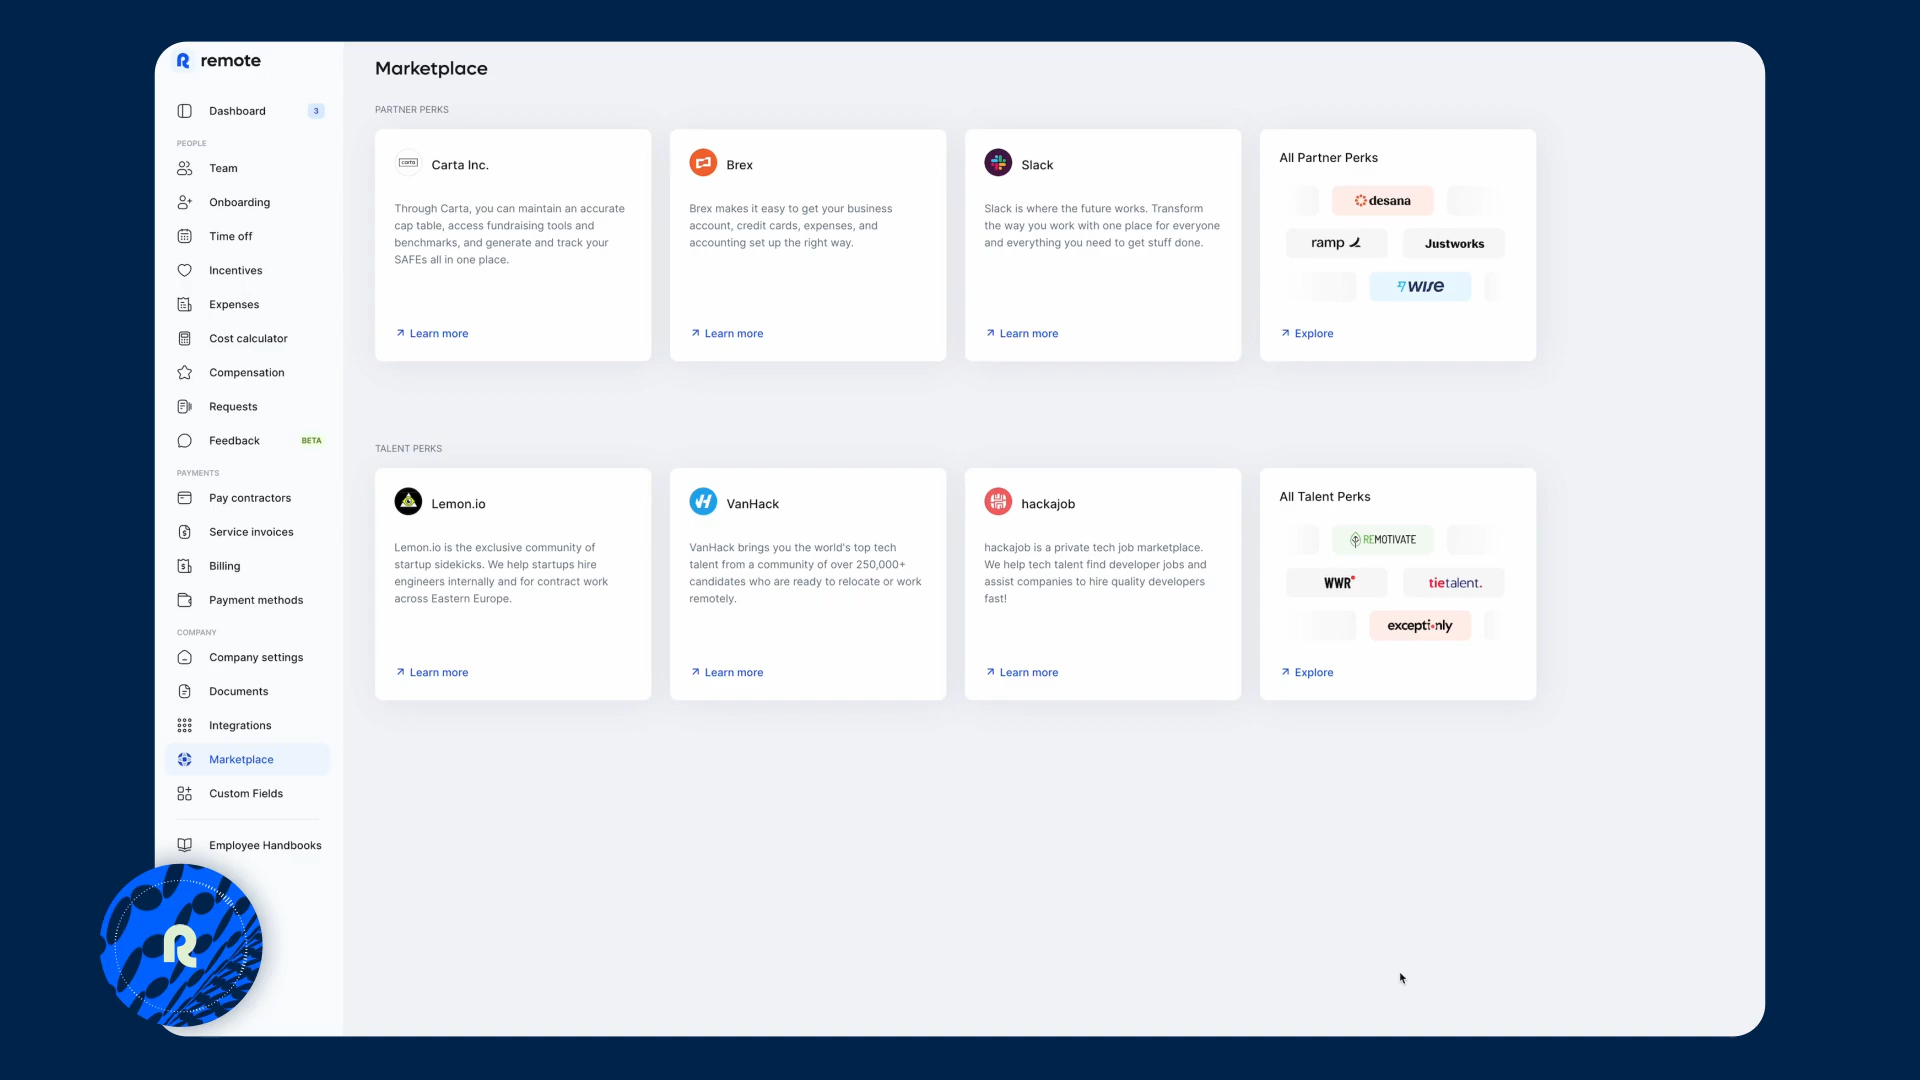 remote
Dashboard 3
PEOPLE
Team
Onboarding
Time off
Incentives
Expenses
Cost calculator
Compensation
Requests
Feedback BETA
PAYMENTS
Pay contractors
Service invoices
Billing
Payment methods
COMPANY
Company settings
Documents
Integrations
Marketplace
Custom Fields
Employee Handbooks
R
Marketplace
PARTNER PERKS
carta
Carta Inc.
Through Carta, you can maintain an accurate
cap table, access fundraising tools and
benchmarks, and generate and track your
SAFEs all in one place.
Learn more
Brex
Brex makes it easy to get your business
account, credit cards, expenses, and
accounting set up the right way.
Learn more
Slack
Slack is where the future works. Transform
the way you work with one place for everyone
and everything you need to get stuff done.
Learn more
All Partner Perks
desana
ramp
Justworks
wise
Explore
TALENT PERKS
Lemon.io
Lemon.io is the exclusive community of
startup sidekicks. We help startups hire
engineers internally and for contract work
across Eastern Europe.
Learn more
VanHack
VanHack brings you the world's top tech
talent from a community of over 250,000+
candidates who are ready to relocate or work
remotely.
Learn more
hackajob
hackajob is a private tech job marketplace.
We help tech talent find developer jobs and
assist companies to hire quality developers
fast!
Learn more
All Talent Perks
REMOTIVATE
WWR
tietalent.
exceptionly
Explore